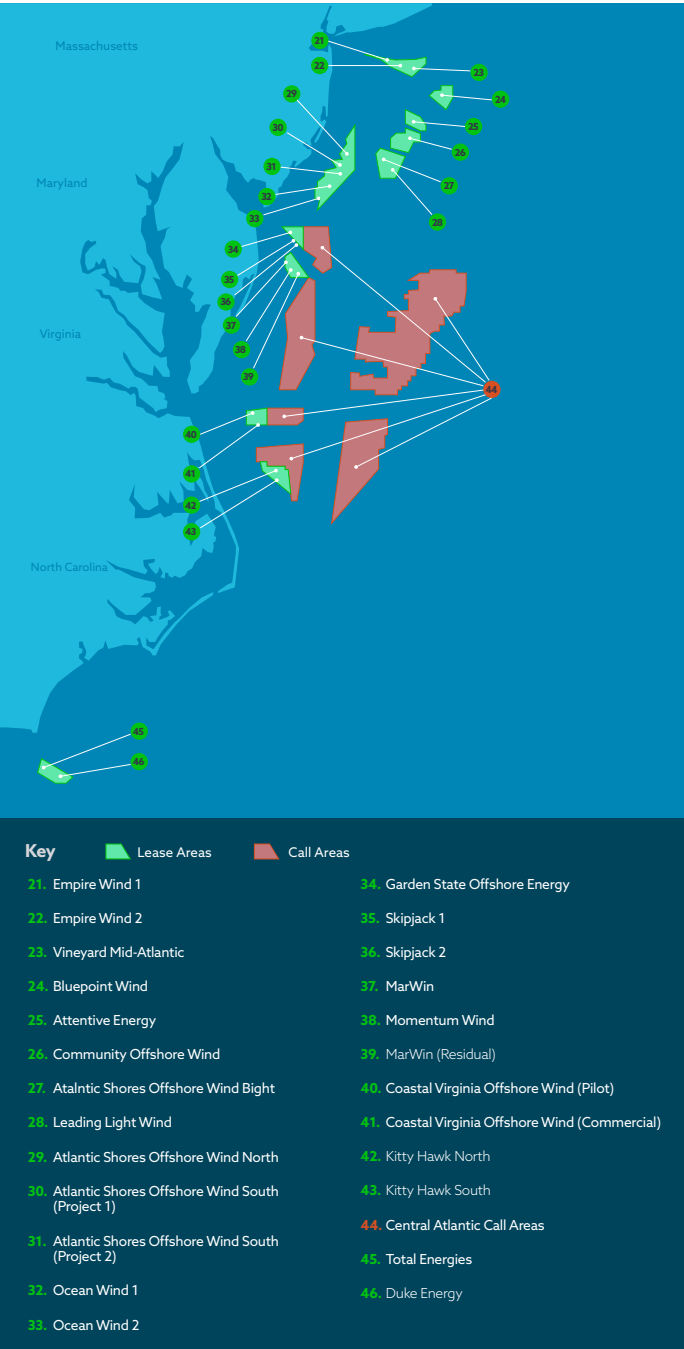 Massachusetts
21
22
23
29
24
30
25
26
31
Maryland
27
32
33
28
34
35
36
37
Virginia
38
39
44
40
41
42
43
North Carolina
45
46
Key
Lease Areas
Call Areas
21. Empire Wind 1
22. Empire Wind 2
23. Vineyard Mid-Atlantic
24. Bluepoint Wind
25. Attentive Energy
26. Community Offshore Wind
27. Atalntic Shores Offshore Wind Bight
28. Leading Light Wind
29. Atlantic Shores Offshore Wind North
30. Atlantic Shores Offshore Wind South
(Project 1)
31. Atlantic Shores Offshore Wind South
(Project 2)
32. Ocean Wind 1
33. Ocean Wind 2
34. Garden State Offshore Energy
35. Skipjack 1
36. Skipjack 2
37. MarWin
38. Momentum Wind
39. MarWin (Residual)
40. Coastal Virginia Offshore Wind (Pilot)
41. Coastal Virginia Offshore Wind (Commercial)
42. Kitty Hawk North
43. Kitty Hawk South
44. Central Atlantic Call Areas
45. Total Energies
46. Duke Energy